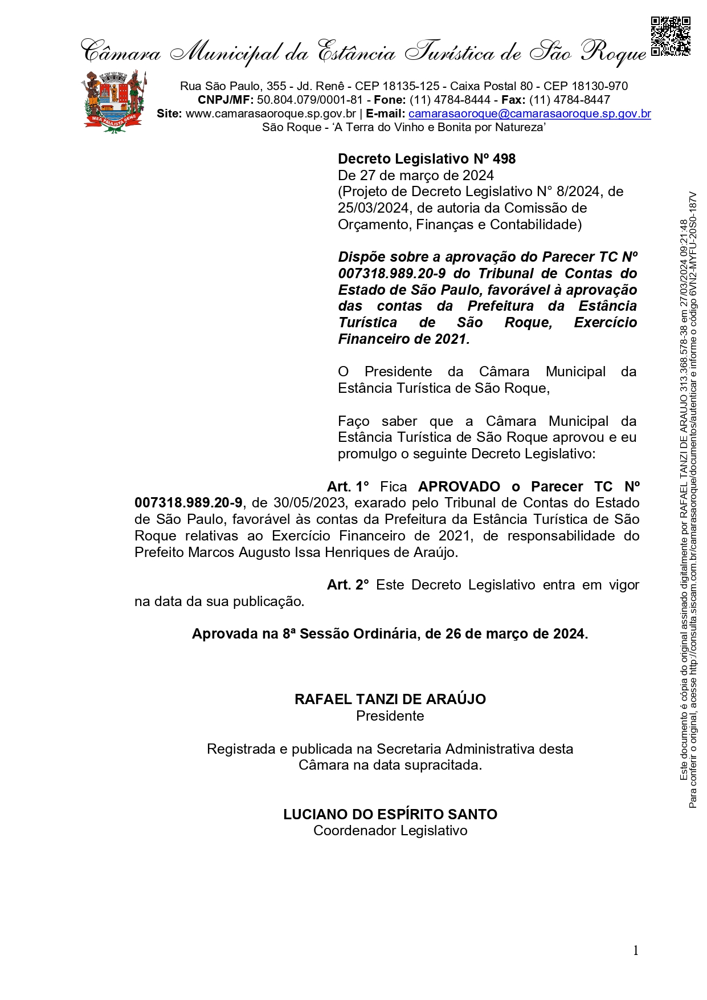 Câmara Municipal da Estância Turística de São Roque
Rua São Paulo, 355 - Jd. Renê - CEP 18135-125 - Caixa Postal 80 - CEP 18130-970
CNPJ/MF: 50.804.079/0001-81 - Fone: (11) 4784-8444 - Fax: (11) 4784-8447
Site: www.camarasaoroque.sp.gov.br | E-mail: camarasaoroque@camarasaoroque.sp.gov.br
São Roque - ‘A Terra do Vinho e Bonita por Natureza’
MEA PAULISTA GENS
Decreto Legislativo Nº 498
De 27 de março de 2024
(Projeto de Decreto Legislativo N° 8/2024, de
25/03/2024, de autoria da Comissão de
Orçamento, Finanças e Contabilidade)
Dispõe sobre a aprovação do Parecer TC Nº
007318.989.20-9 do Tribunal de Contas do
Estado de São Paulo, favorável à aprovação
das contas da Prefeitura da Estância
Turística de São Roque, Exercício
Financeiro de 2021.
O Presidente da Câmara Municipal da
Estância Turística de São Roque,
Faço saber que a Câmara Municipal da
Estância Turística de São Roque aprovou e eu
promulgo o seguinte Decreto Legislativo:
Art. 1° Fica APROVADO o Parecer TC Nº
007318.989.20-9, de 30/05/2023, exarado pelo Tribunal de Contas do Estado
de São Paulo, favorável às contas da Prefeitura da Estância Turística de São
Roque relativas ao Exercício Financeiro de 2021, de responsabilidade do
Prefeito Marcos Augusto Issa Henriques de Araújo.
Art. 2° Este Decreto Legislativo entra em vigor
na data da sua publicação.
Aprovada na 8ª Sessão Ordinária, de 26 de março de 2024.
RAFAEL TANZI DE ARAÚJO
Presidente
Registrada e publicada na Secretaria Administrativa desta
Câmara na data supracitada.
LUCIANO DO ESPÍRITO SANTO
Coordenador Legislativo
1
Este documento é cópia do original assinado digitalmente por RAFAEL TANZI DE ARAUJO 313.368.578-38 em 27/03/2024 09:21:48
Para conferir o original, acesse http://consulta.siscam.com.br/camarasaoroque/documentos/autenticar e informe o código 6VN2-MYFU-20S0-187V